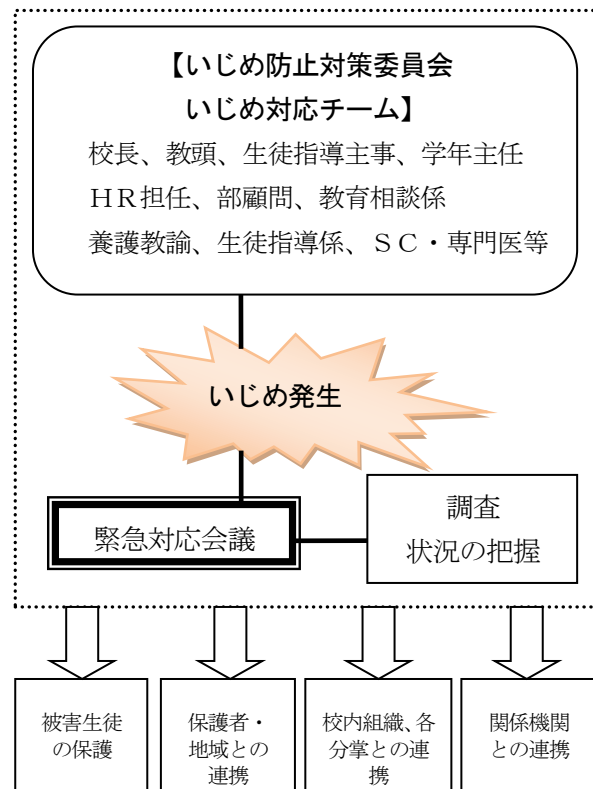 【いじめ防止対策委員会
いじめ対応チーム】
校長、教頭、生徒指導主事、学年主任
ＨＲ担任、部顧問、教育相談係
養護教諭、生徒指導係、ＳＣ・専門医等
いじめ発生
緊急対応会議
調査
状況の把握
被害生徒
の保護
保護者・
地域との
連携
校内組織、各
分掌との連
携
関係機関
との連携